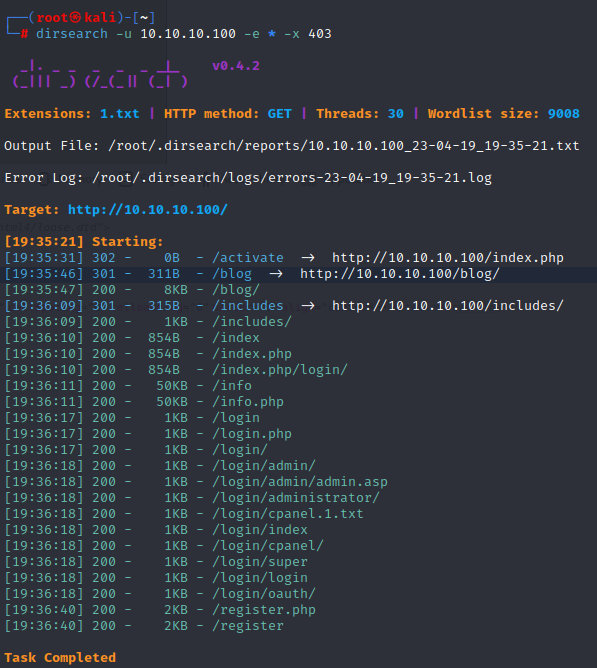 ┌──(root㉿kali)-[~]
└─# dirsearch -u 10.10.10.100 -e * -x 403
v0.4.2
Extensions: 1.txt | HTTP method: GET | Threads: 30 | Wordlist size: 9008
Output File: /root/.dirsearch/reports/10.10.10.100_23-04-19_19-35-21.txt
Error Log: /root/.dirsearch/logs/errors-23-04-19_19-35-21.log
Target: http://10.10.10.100/
[19:35:21] Starting:
[19:35:31] 302 -    0B  - /activate  ->  http://10.10.10.100/index.php
[19:35:46] 301 -  311B  - /blog  ->  http://10.10.10.100/blog/
[19:35:47] 200 -    8KB - /blog/
[19:36:09] 301 -  315B  - /includes  ->  http://10.10.10.100/includes/
[19:36:09] 200 -    1KB - /includes/
[19:36:10] 200 -  854B  - /index
[19:36:10] 200 -  854B  - /index.php
[19:36:10] 200 -  854B  - /index.php/login/
[19:36:11] 200 -   50KB - /info
[19:36:11] 200 -   50KB - /info.php
[19:36:17] 200 -    1KB - /login
[19:36:17] 200 -    1KB - /login.php
[19:36:17] 200 -    1KB - /login/
[19:36:18] 200 -    1KB - /login/admin/
[19:36:18] 200 -    1KB - /login/admin/admin.asp
[19:36:18] 200 -    1KB - /login/administrator/
[19:36:18] 200 -    1KB - /login/cpanel.1.txt
[19:36:18] 200 -    1KB - /login/index
[19:36:18] 200 -    1KB - /login/cpanel/
[19:36:18] 200 -    1KB - /login/super
[19:36:18] 200 -    1KB - /login/login
[19:36:18] 200 -    1KB - /login/oauth/
[19:36:40] 200 -    2KB - /register.php
[19:36:40] 200 -    2KB - /register
Task Completed